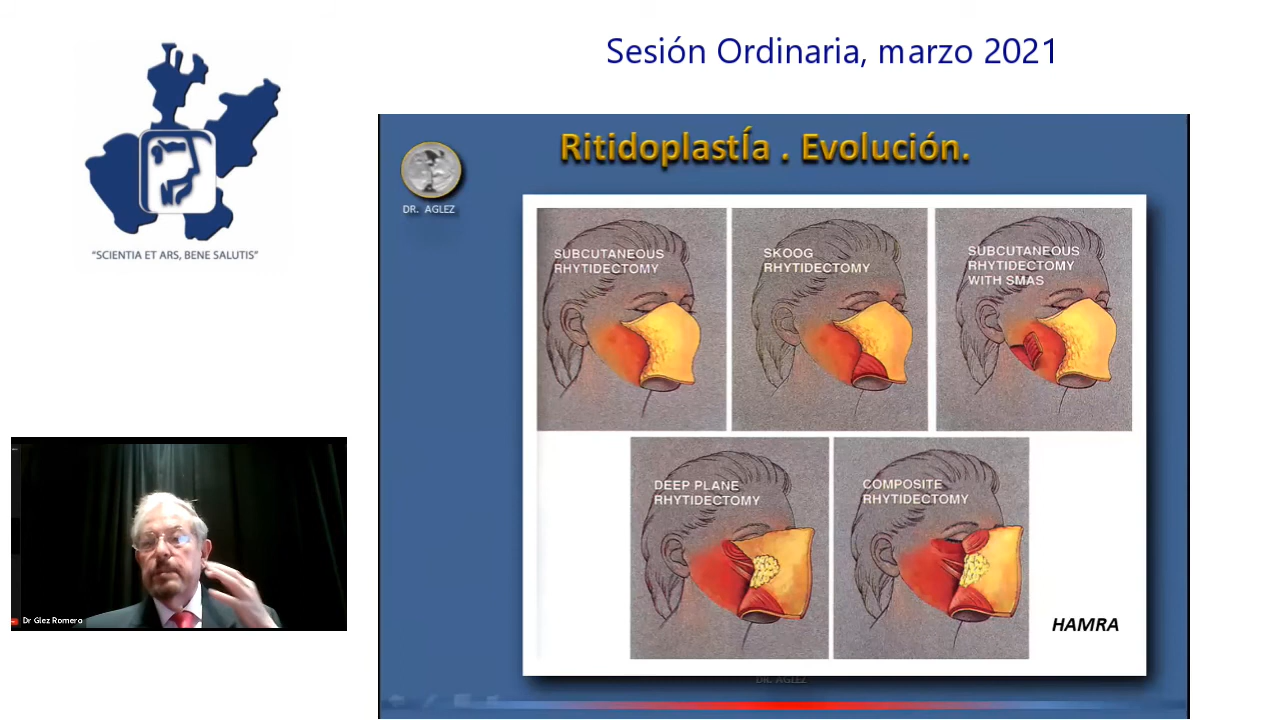 Sesión Ordinaria, marzo 2021
"SCIENTIA ET ARS, BENE SALUTIS"
RitidoplastÍa . Evolución.
DR. AGLEZ
SUBCUTANEOUS
RHYTIDECTOMY
SKOOG
RHYTIDECTOMY
SUBCUTANEOUS
RHYTIDECTOMY
WITH SMAS
DEEP PLANE
RHYTIDECTOMY
COMPOSITE
RHYTIDECTOMY
HAMRA
DR. AGLEZ
Dr Glez Romero